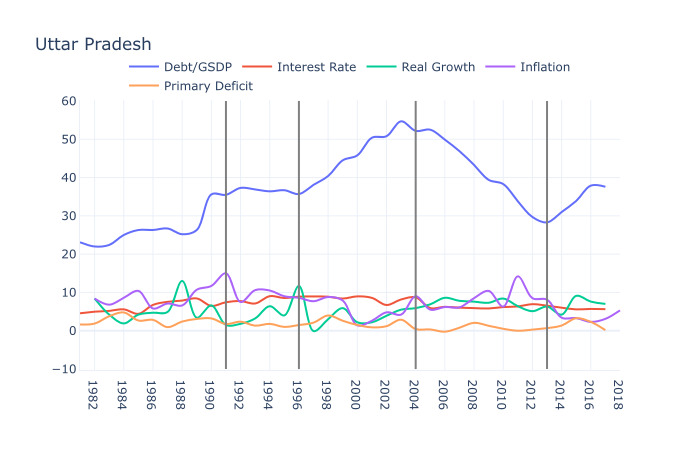 Uttar Pradesh
Debt/GSDP Interest Rate Real Growth Inflation
Primary Deficit
60
50
40
30
20
10
0
−10
1982 1984 1986 1988 1990 1992 1994 1996 1998 2000 2002 2004 2006 2008 2010 2012 2014 2016 2018